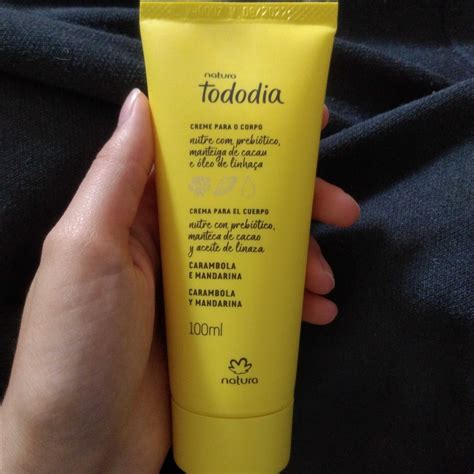 natura
Tododia
CREME PARA O CORPO
nutre com prebiótico,
manteiga de cacau
e óleo de linhaça
CREMA PARA EL CUERPO
nutre con prebiótico,
manteca de cacao
y aceite de linaza
CARAMBOLA
E MANDARINA
CARAMBOLA
Y MANDARINA
100ml
natura